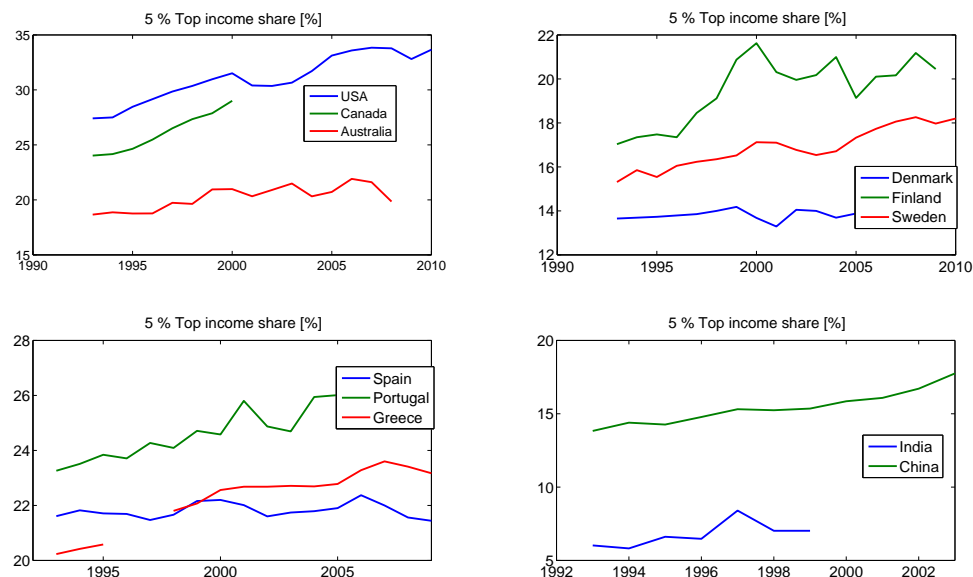 5 % Top income share [%]
35
30
25
20
15
1990
1995
2000
2005
2010
USA
Canada
Australia
5 % Top income share [%]
22
20
18
16
14
12
1990
1995
2000
2005
2010
Denmark
Finland
Sweden
5 % Top income share [%]
28
26
24
22
20
1995
2000
2005
Spain
Portugal
Greece
5 % Top income share [%]
20
15
10
5
1992
1994
1996
1998
2000
2002
India
China